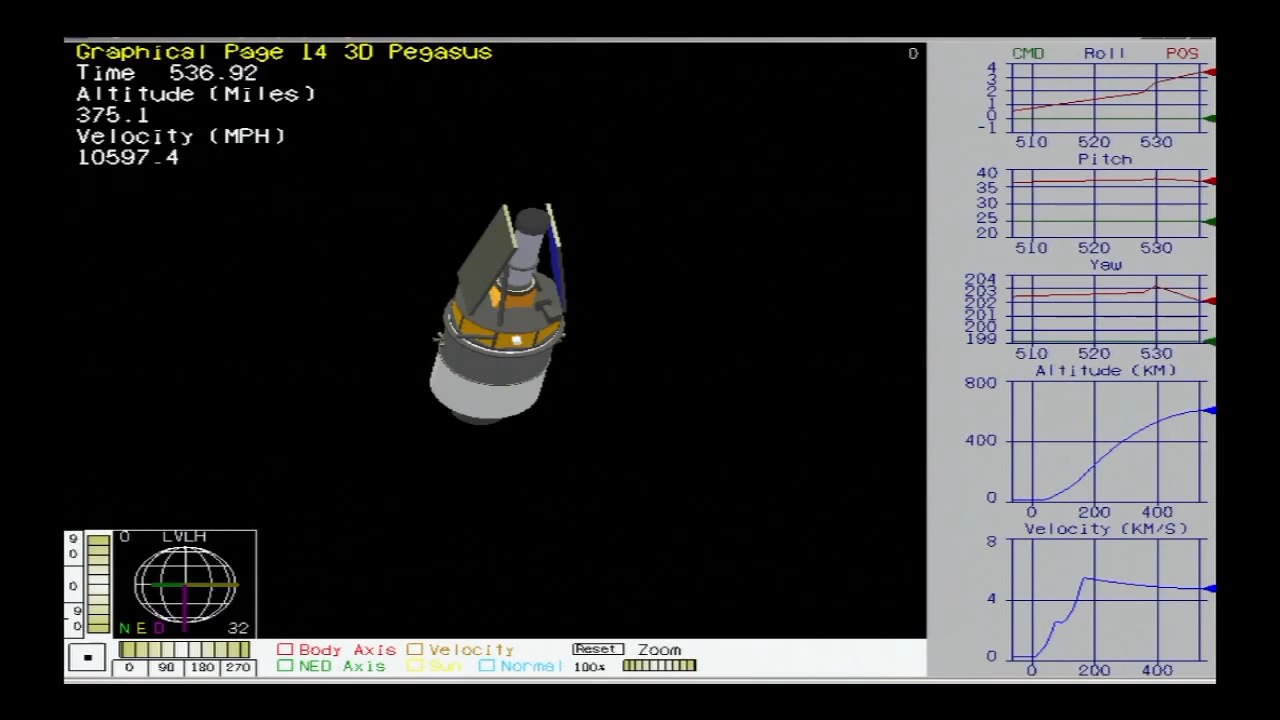 Graphical Page 14 3D Pegasus
0
Time 536.92
Altitude (Miles)
375.1
Velocity (MPH)
10597.4
CMD Roll POS
4
3
2
1
0
-1
510 520 530
Pitch
40
35
30
25
20
510 520 530
Yaw
204
203
202
201
200
199
510 520 530
Altitude (KM)
800
400
0
0 200 400
Velocity (KM/S)
8
4
0
0 200 400
90
0
-90
0 LVLH
N E D 32
0 90 180 270
Body Axis Velocity
NED Axis Sun Normal
Reset Zoom
100%